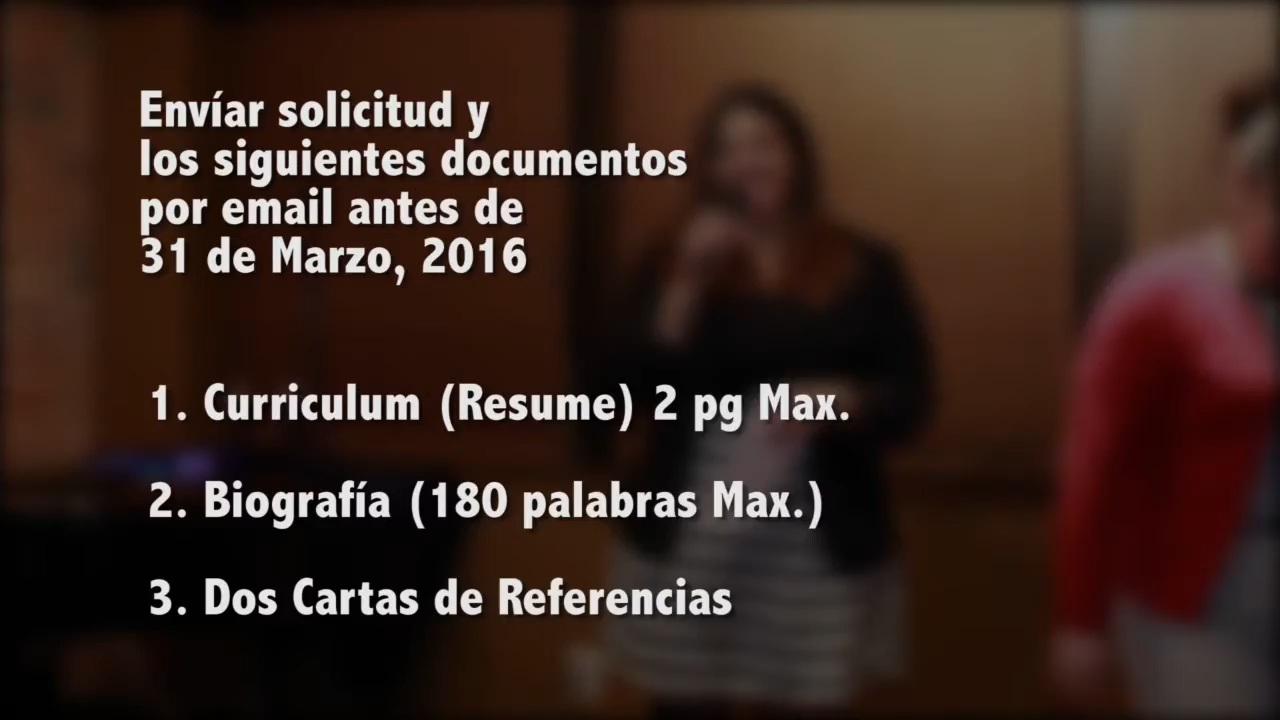 Envíar solicitud y
los siguientes documentos
por email antes de
31 de Marzo, 2016
1. Curriculum (Resume) 2 pg Max.
2. Biografía (180 palabras Max.)
3. Dos Cartas de Referencias